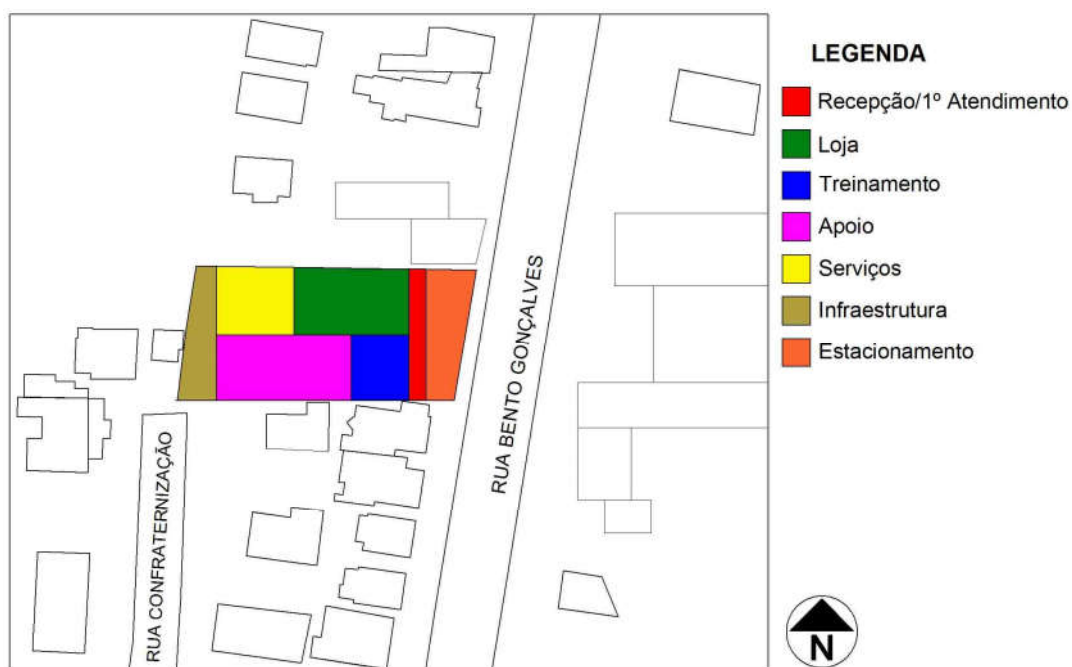 LEGENDA
Recepção/1º Atendimento
Loja
Treinamento
Apoio
Serviços
Infraestrutura
Estacionamento
RUA BENTO GONÇALVES
RUA CONFRATERNIZAÇÃO
N